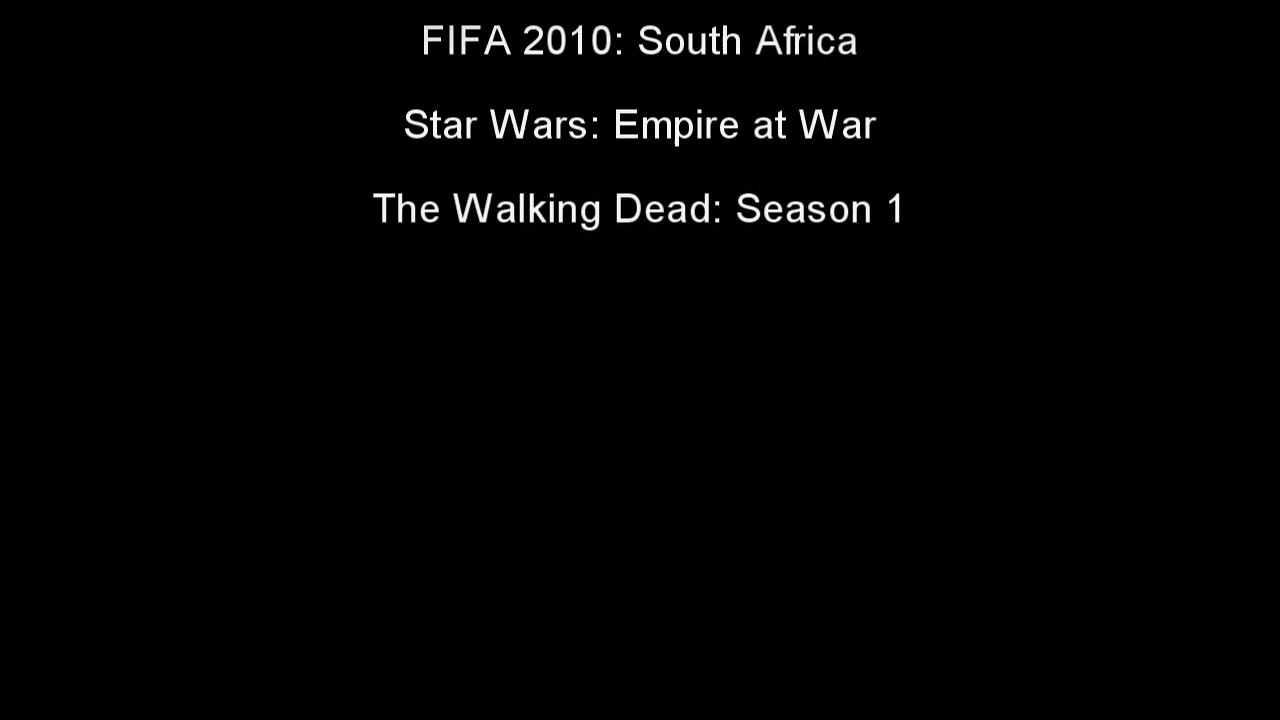 FIFA 2010: South Africa
Star Wars: Empire at War
The Walking Dead: Season 1